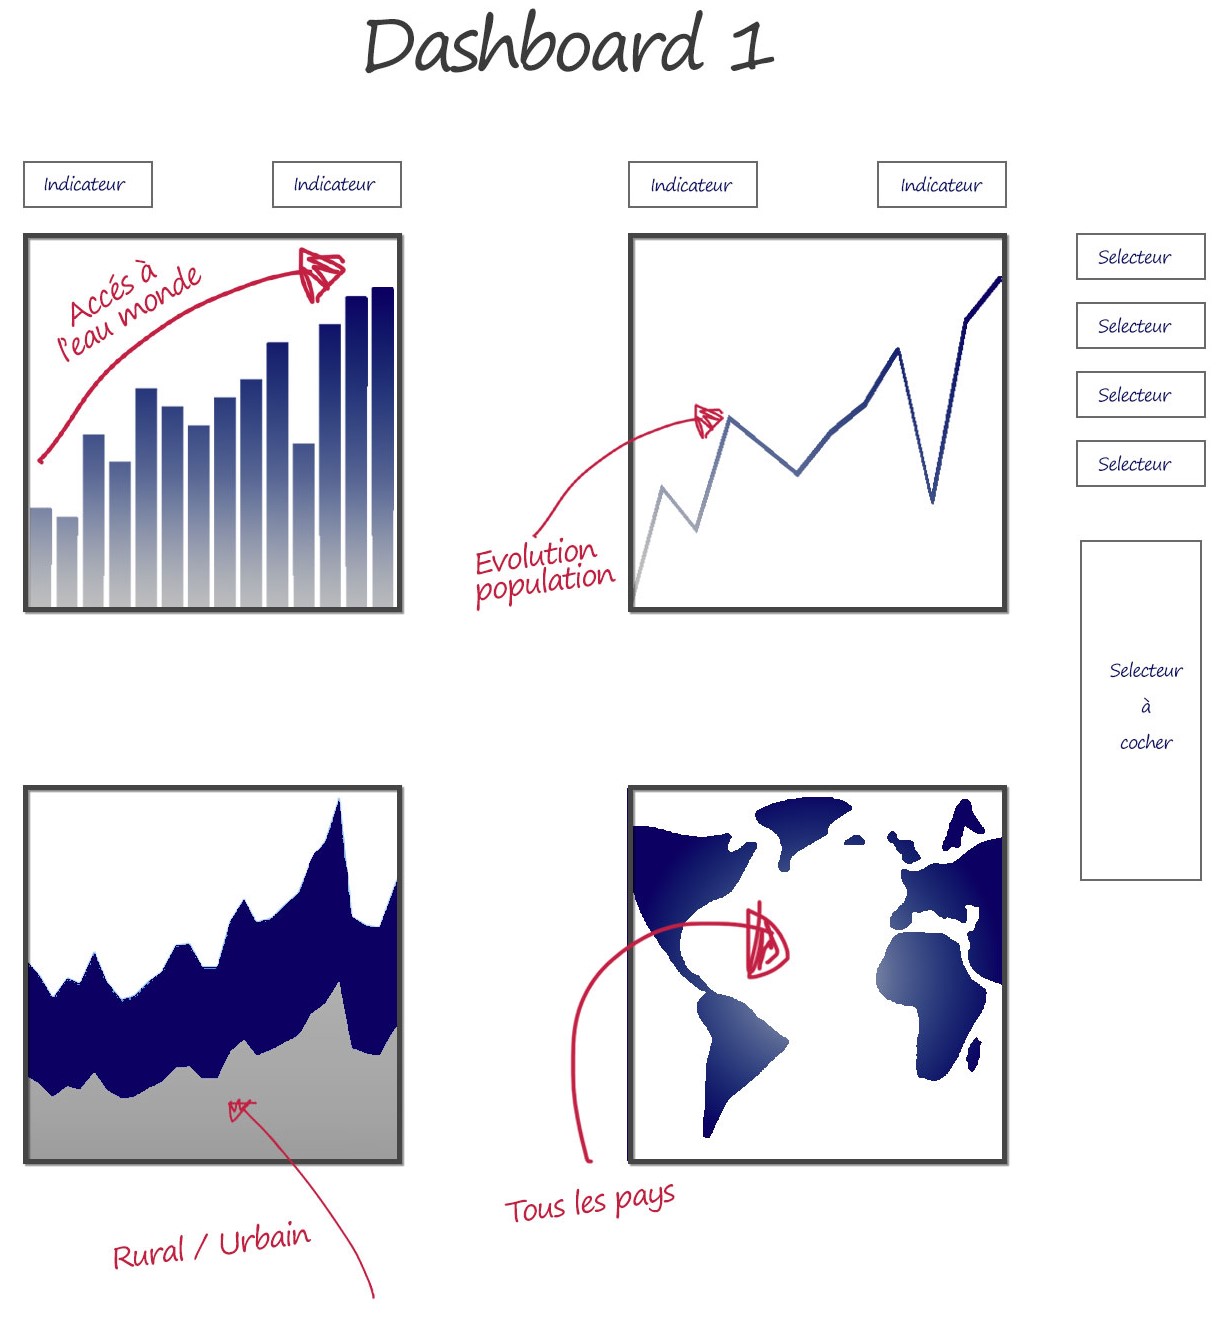 Dashboard 1
Indicateur
Indicateur
Indicateur
Indicateur
Accés à
l'eau monde
Selecteur
Selecteur
Selecteur
Selecteur
Evolution
population
Selecteur
à
cocher
Tous les pays
Rural / Urbain